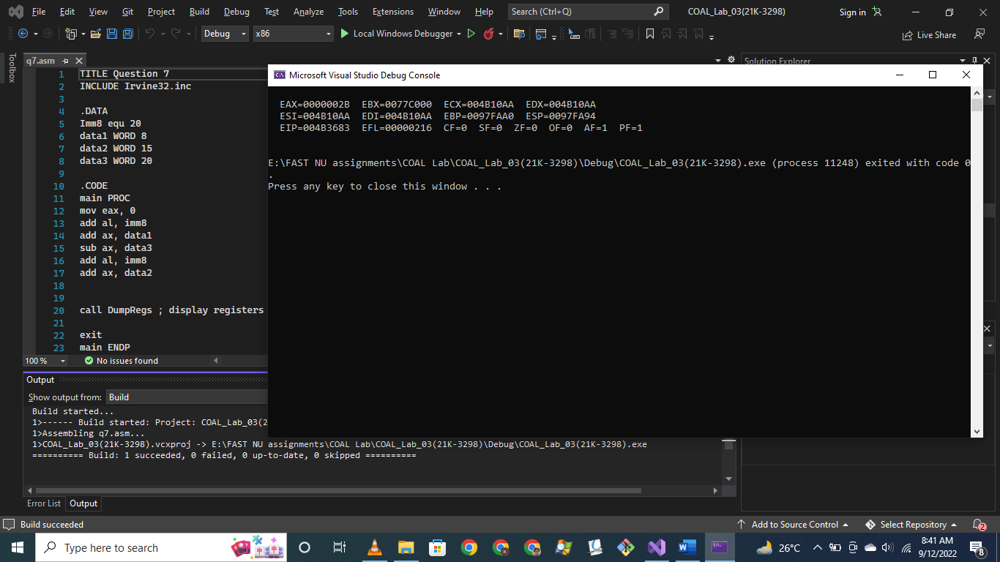 File Edit View Git Project Build Debug Test Analyze Tools Extensions Window Help Search (Ctrl+Q) COAL_Lab_03(21K-3298) Sign in
Debug x86 Local Windows Debugger Live Share
Toolbox
q7.asm
Solution Explorer
1 TITLE Question 7
2 INCLUDE Irvine32.inc
3
4 .DATA
5 Imm8 equ 20
6 data1 WORD 8
7 data2 WORD 15
8 data3 WORD 20
9
10 .CODE
11 main PROC
12 mov eax, 0
13 add al, imm8
14 add ax, data1
15 sub ax, data3
16 add al, imm8
17 add ax, data2
18
19
20 call DumpRegs ; display registers
21
22 exit
23 main ENDP
100 % No issues found
Microsoft Visual Studio Debug Console
EAX=0000002B EBX=0077C000 ECX=004B10AA EDX=004B10AA
ESI=004B10AA EDI=004B10AA EBP=0097FAA0 ESP=0097FA94
EIP=004B3683 EFL=00000216 CF=0 SF=0 ZF=0 OF=0 AF=1 PF=1
E:\FAST NU assignments\COAL Lab\COAL_Lab_03(21K-3298)\Debug\COAL_Lab_03(21K-3298).exe (process 11248) exited with code 0
.
Press any key to close this window . . .
Output
Show output from: Build
Build started...
1>------ Build started: Project: COAL_Lab_03(2
1>Assembling q7.asm...
1>COAL_Lab_03(21K-3298).vcxproj -> E:\FAST NU assignments\COAL Lab\COAL_Lab_03(21K-3298)\Debug\COAL_Lab_03(21K-3298).exe
========== Build: 1 succeeded, 0 failed, 0 up-to-date, 0 skipped ==========
Error List Output
Build succeeded Add to Source Control Select Repository 2
Type here to search 26°C 8:41 AM
9/12/2022 8